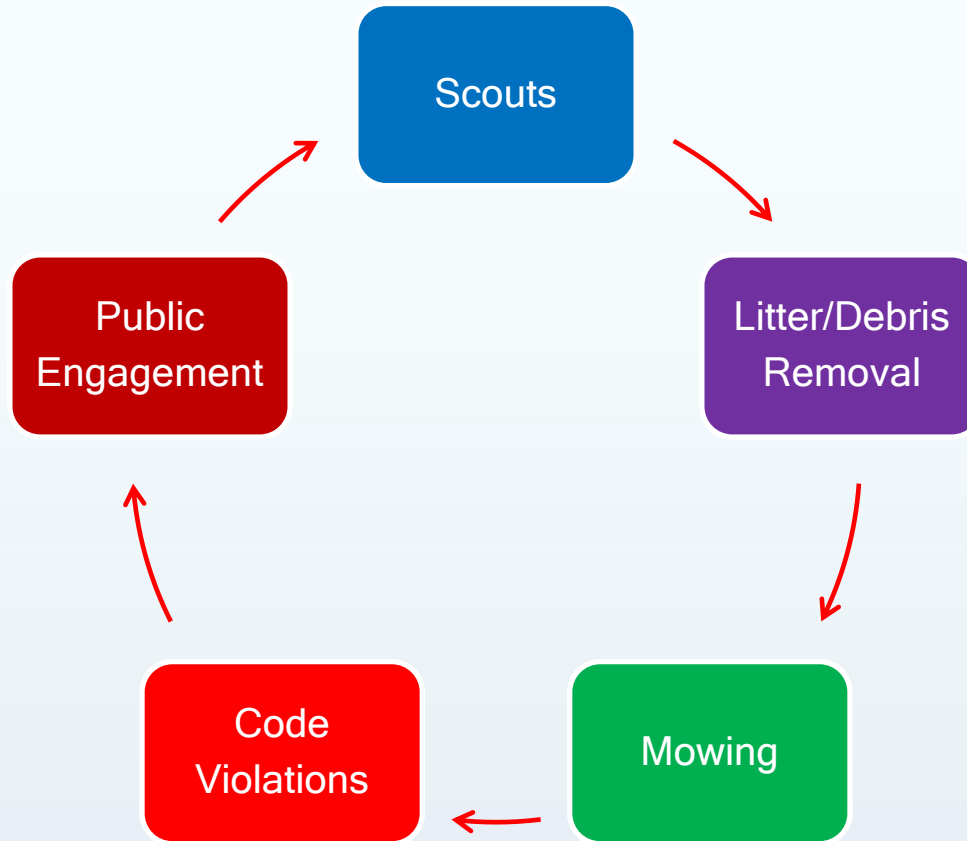 Scouts
Litter/Debris
Removal
Mowing
Code
Violations
Public
Engagement